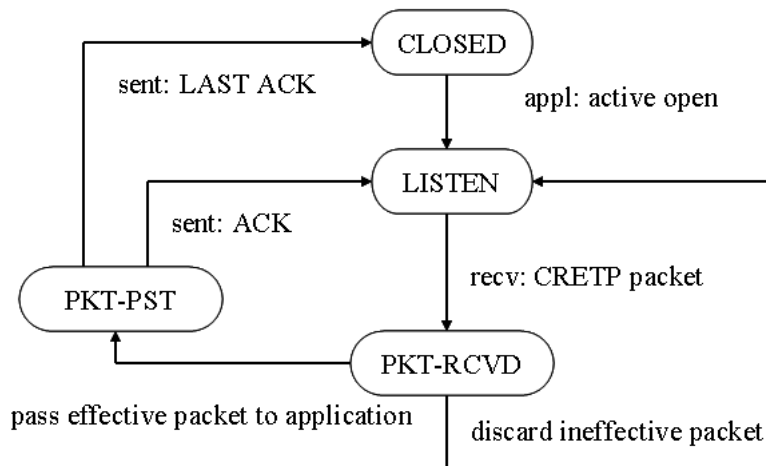 CLOSED
sent: LAST ACK
appl: active open
LISTEN
sent: ACK
recv: CRETP packet
PKT-PST
PKT-RCVD
pass effective packet to application
discard ineffective packet